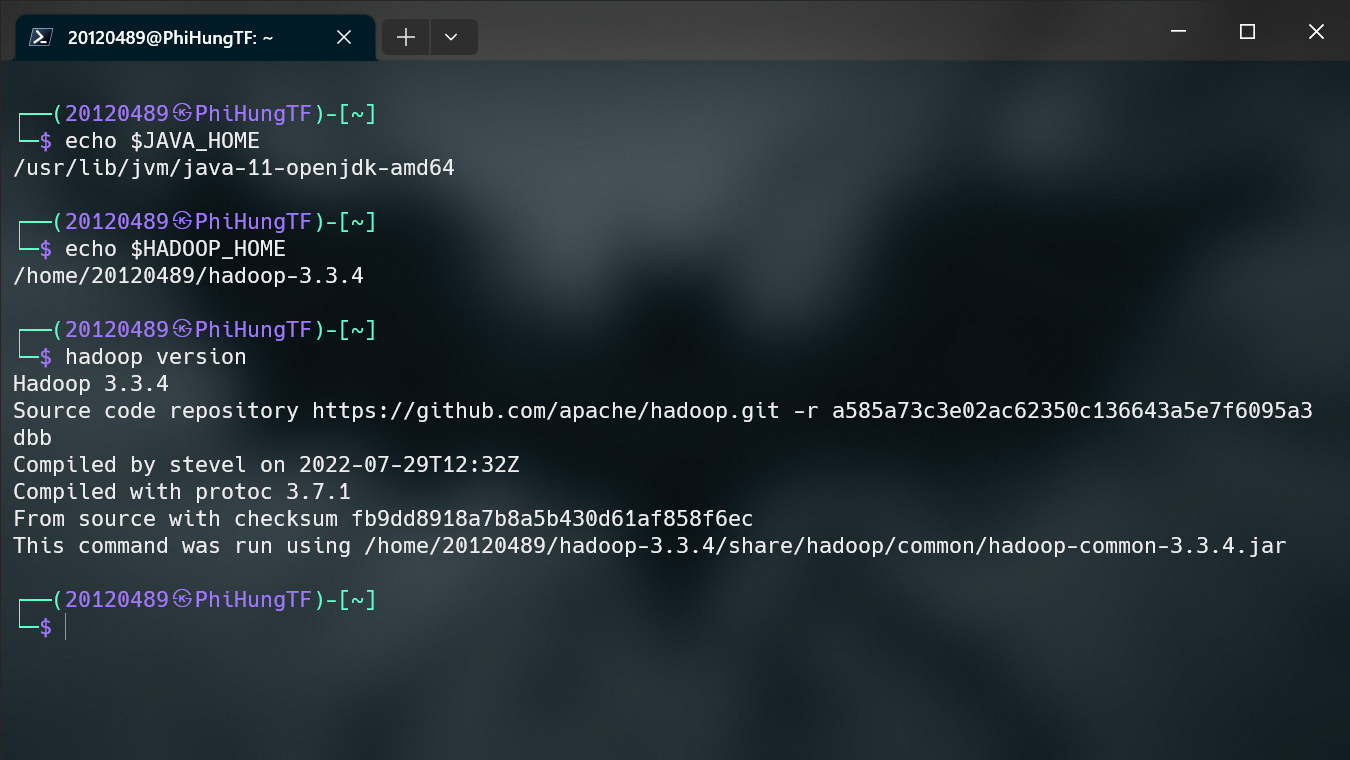 20120489@PhiHungTF: ~
┌──(20120489㉿PhiHungTF)-[~]
└─$ echo $JAVA_HOME
/usr/lib/jvm/java-11-openjdk-amd64
┌──(20120489㉿PhiHungTF)-[~]
└─$ echo $HADOOP_HOME
/home/20120489/hadoop-3.3.4
┌──(20120489㉿PhiHungTF)-[~]
└─$ hadoop version
Hadoop 3.3.4
Source code repository https://github.com/apache/hadoop.git -r a585a73c3e02ac62350c136643a5e7f6095a3
dbb
Compiled by stevel on 2022-07-29T12:32Z
Compiled with protoc 3.7.1
From source with checksum fb9dd8918a7b8a5b430d61af858f6ec
This command was run using /home/20120489/hadoop-3.3.4/share/hadoop/common/hadoop-common-3.3.4.jar
┌──(20120489㉿PhiHungTF)-[~]
└─$